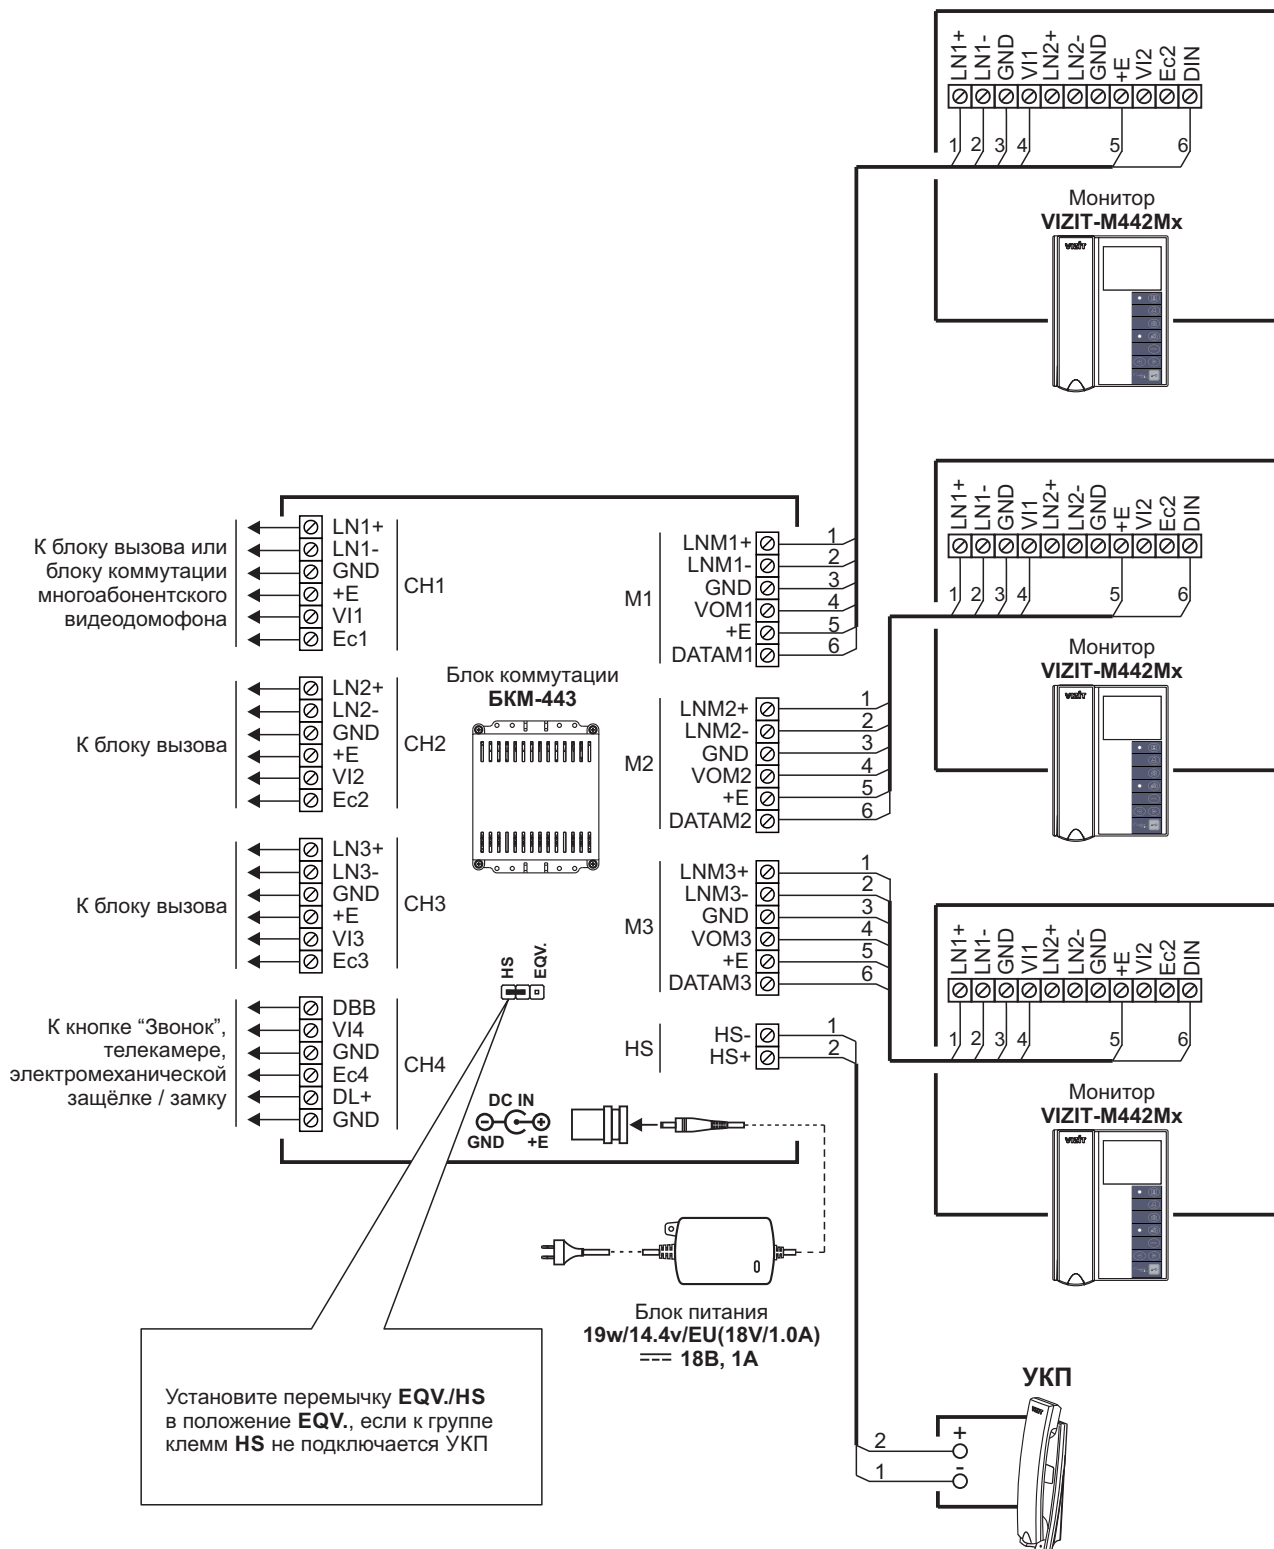 LN1+
LN1-
GND
VI1
LN2+
LN2-
GND
+E
VI2
Ec2
DIN
1 2 3 4 5 6
Монитор
VIZIT-M442Mx
VIZIT
LN1+
LN1-
GND
VI1
LN2+
LN2-
GND
+E
VI2
Ec2
DIN
1 2 3 4 5 6
Монитор
VIZIT-M442Mx
VIZIT
LN1+
LN1-
GND
VI1
LN2+
LN2-
GND
+E
VI2
Ec2
DIN
1 2 3 4 5 6
Монитор
VIZIT-M442Mx
VIZIT
К блоку вызова или
блоку коммутации
многоабонентского
видеодомофона
LN1+
LN1-
GND
+E
VI1
Ec1
CH1
К блоку вызова
LN2+
LN2-
GND
+E
VI2
Ec2
CH2
К блоку вызова
LN3+
LN3-
GND
+E
VI3
Ec3
CH3
К кнопке “Звонок”,
телекамере,
электромеханической
защёлке / замку
DBB
VI4
GND
Ec4
DL+
GND
CH4
Блок коммутации
БКМ-443
HS
EQV.
DC IN
GND +E
M1
LNM1+ 1
LNM1- 2
GND 3
VOM1 4
+E 5
DATAM1 6
M2
LNM2+ 1
LNM2- 2
GND 3
VOM2 4
+E 5
DATAM2 6
M3
LNM3+ 1
LNM3- 2
GND 3
VOM3 4
+E 5
DATAM3 6
HS
HS- 1
HS+ 2
Блок питания
19w/14.4v/EU(18V/1.0A)
18В, 1А
Установите перемычку EQV./HS
в положение EQV., если к группе
клемм HS не подключается УКП
УКП
2 +
1 -